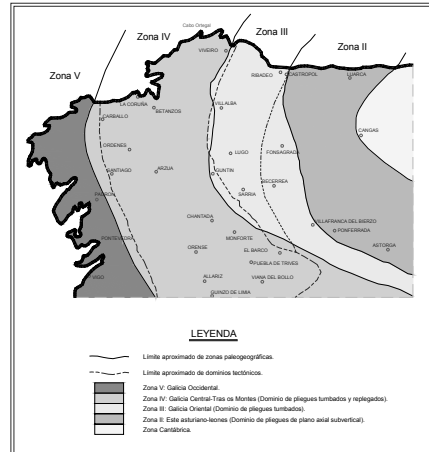 Cabo Ortegal
Zona IV
Zona III
Zona II
Zona V
VIVEIRO
RIBADEO
CASTROPOL
LUARCA
LA CORUÑA
BETANZOS
VILLALBA
CARBALLO
CANGAS
ORDENES
LUGO
FONSAGRADA
SANTIAGO
ARZUA
GUNTIN
BECERREA
SARRIA
PADRON
CHANTADA
VILLAFRANCA DEL BIERZO
PONFERRADA
PONTEVEDRA
MONFORTE
ORENSE
EL BARCO
ASTORGA
PUEBLA DE TRIVES
VIGO
ALLARIZ
VIANA DEL BOLLO
GUINZO DE LIMIA
LEYENDA
Límite aproximado de zonas paleogeográficas.
Límite aproximado de dominios tectónicos.
Zona V: Galicia Occidental.
Zona IV: Galicia Central-Tras os Montes (Dominio de pliegues tumbados y replegados).
Zona III: Galicia Oriental (Dominio de pliegues tumbados).
Zona II: Este asturiano-leones (Dominio de pliegues de plano axial subvertical).
Zona Cantábrica.